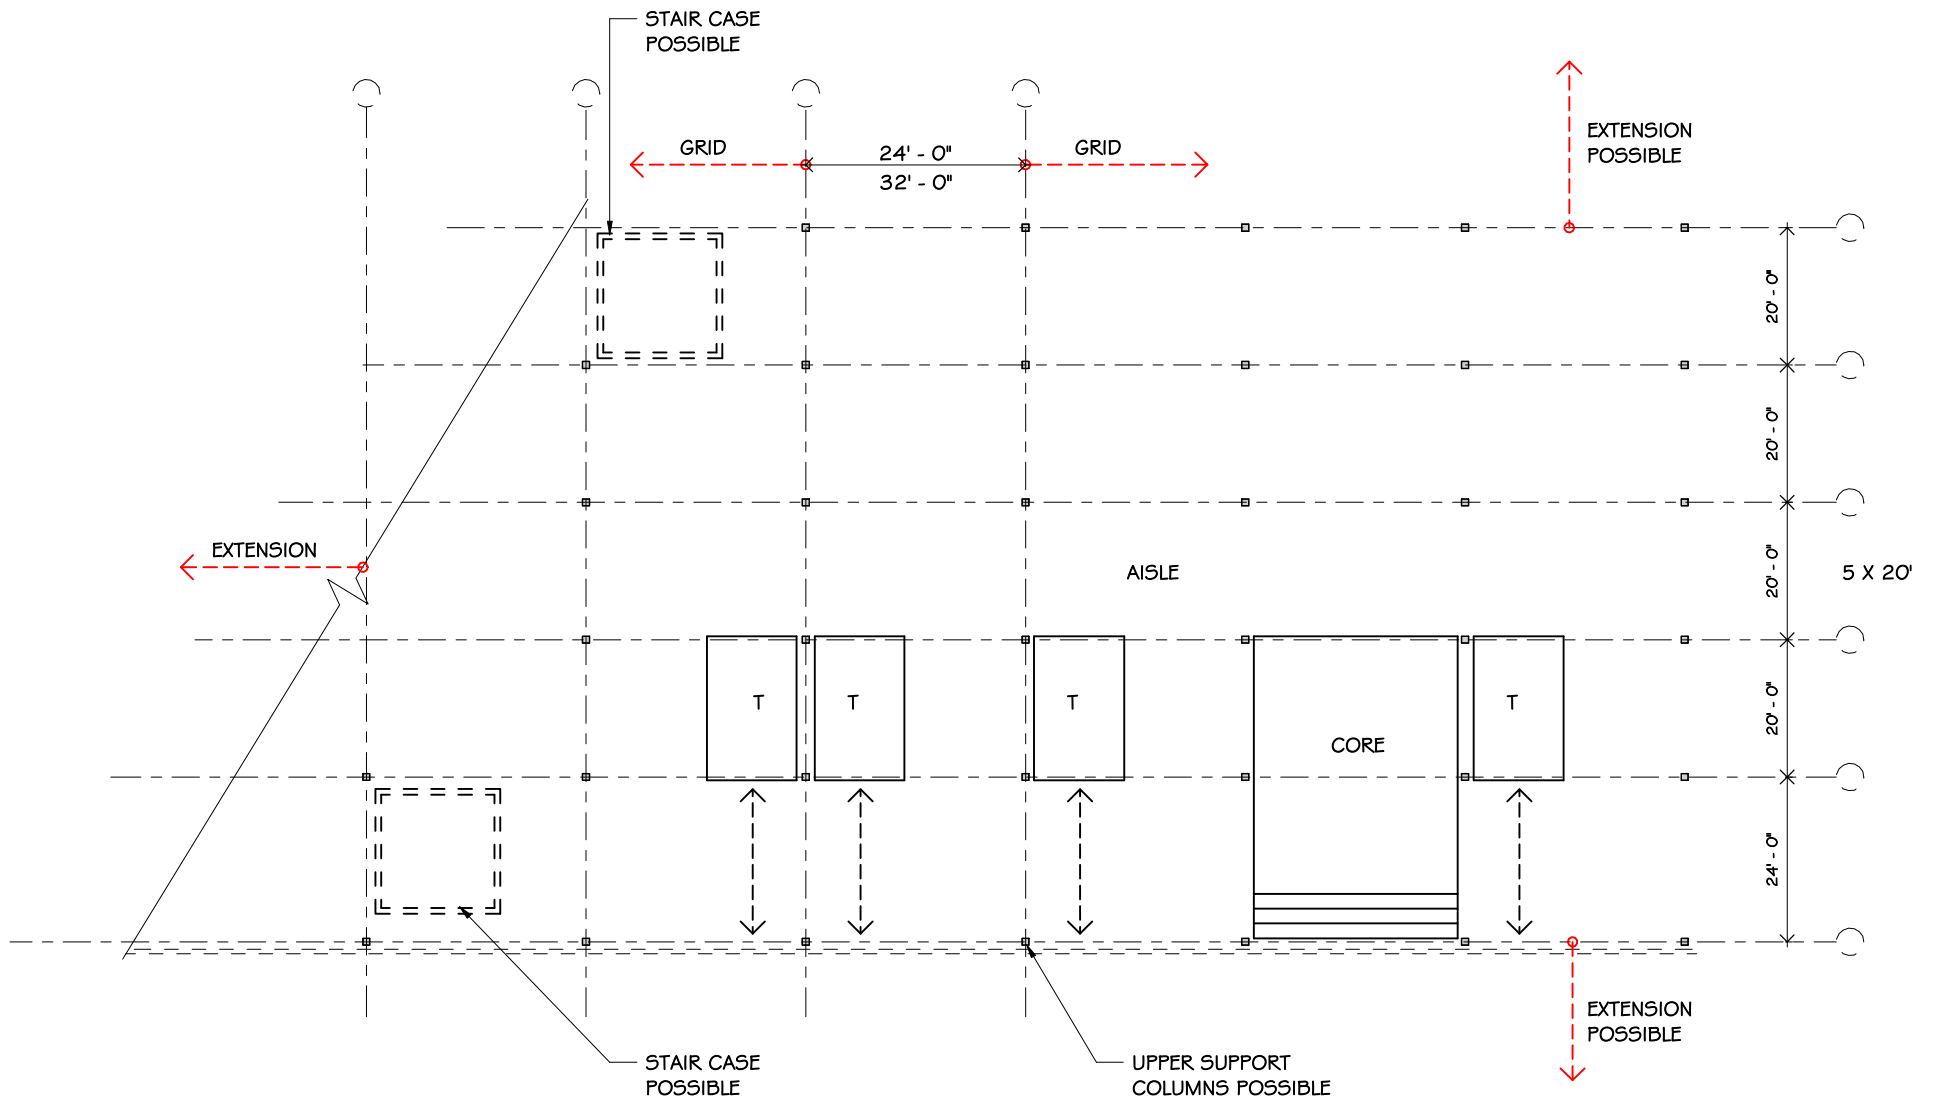 STAIR CASE
POSSIBLE
EXTENSION
POSSIBLE
GRID
24' - 0"
32' - 0"
GRID
20' - 0"
20' - 0"
EXTENSION
AISLE
20' - 0"
5 X 20'
T
T
T
T
20' - 0"
CORE
24' - 0"
EXTENSION
POSSIBLE
STAIR CASE
POSSIBLE
UPPER SUPPORT
COLUMNS POSSIBLE